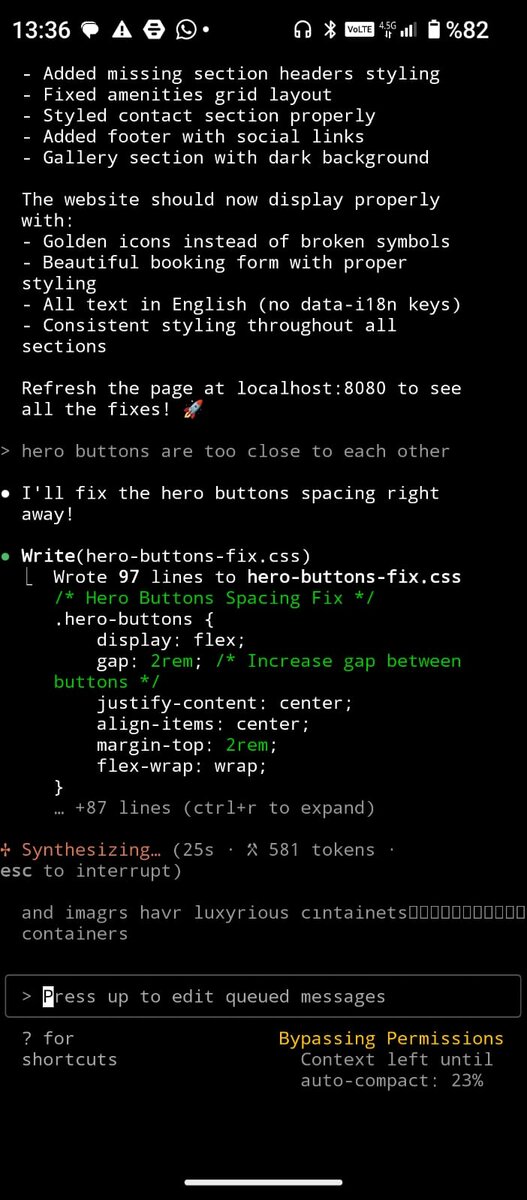 13:36 VoLTE 4.5G %82
- Added missing section headers styling
- Fixed amenities grid layout
- Styled contact section properly
- Added footer with social links
- Gallery section with dark background
The website should now display properly
with:
- Golden icons instead of broken symbols
- Beautiful booking form with proper
styling
- All text in English (no data-i18n keys)
- Consistent styling throughout all
sections
Refresh the page at localhost:8080 to see
all the fixes! 🚀
> hero buttons are too close to each other
● I'll fix the hero buttons spacing right
away!
● Write(hero-buttons-fix.css)
⎿ Wrote 97 lines to hero-buttons-fix.css
/* Hero Buttons Spacing Fix */
.hero-buttons {
display: flex;
gap: 2rem; /* Increase gap between
buttons */
justify-content: center;
align-items: center;
margin-top: 2rem;
flex-wrap: wrap;
}
… +87 lines (ctrl+r to expand)
✢ Synthesizing… (25s · ⚒ 581 tokens ·
esc to interrupt)
and imagrs havr luxyrious cıntainets▯▯▯▯▯▯▯▯▯▯▯
containers
> Press up to edit queued messages
? for
shortcuts
Bypassing Permissions
Context left until
auto-compact: 23%